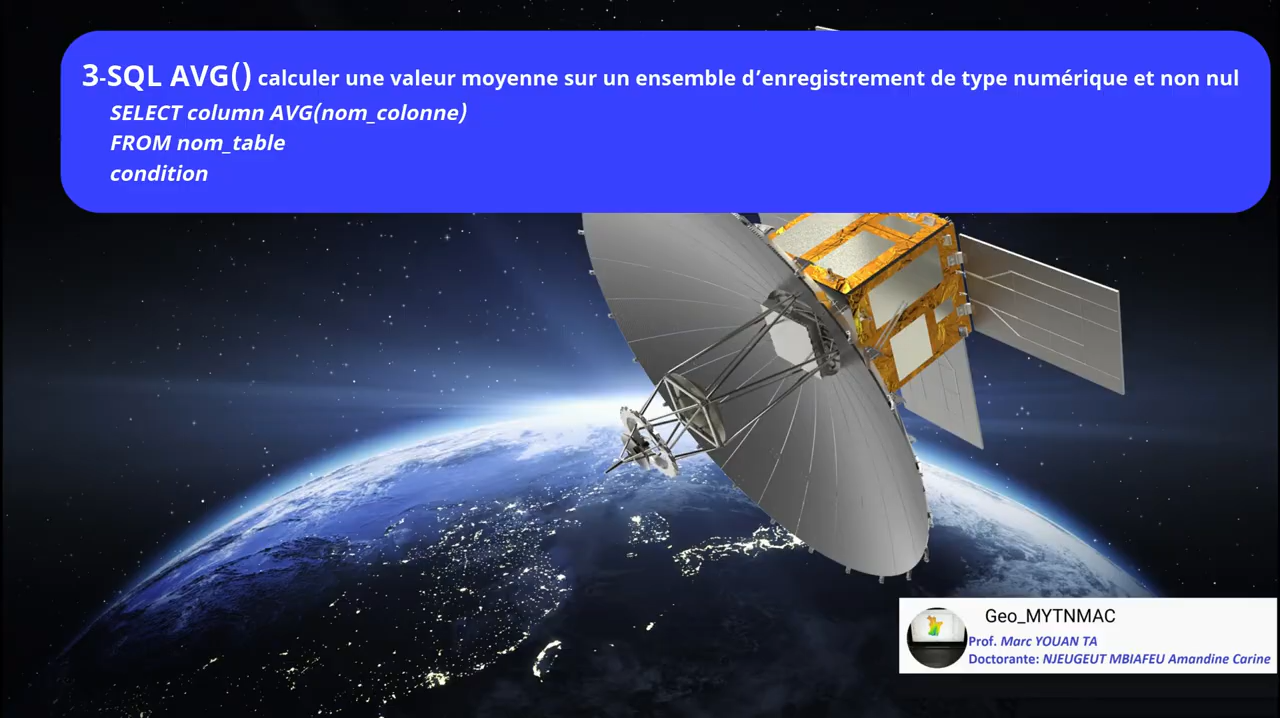 3-SQL AVG() calculer une valeur moyenne sur un ensemble d’enregistrement de type numérique et non nul
SELECT column AVG(nom_colonne)
FROM nom_table
condition
Geo_MYTNMAC
Prof. Marc YOUAN TA
Doctorante: NJEUGEUT MBIAFEU Amandine Carine